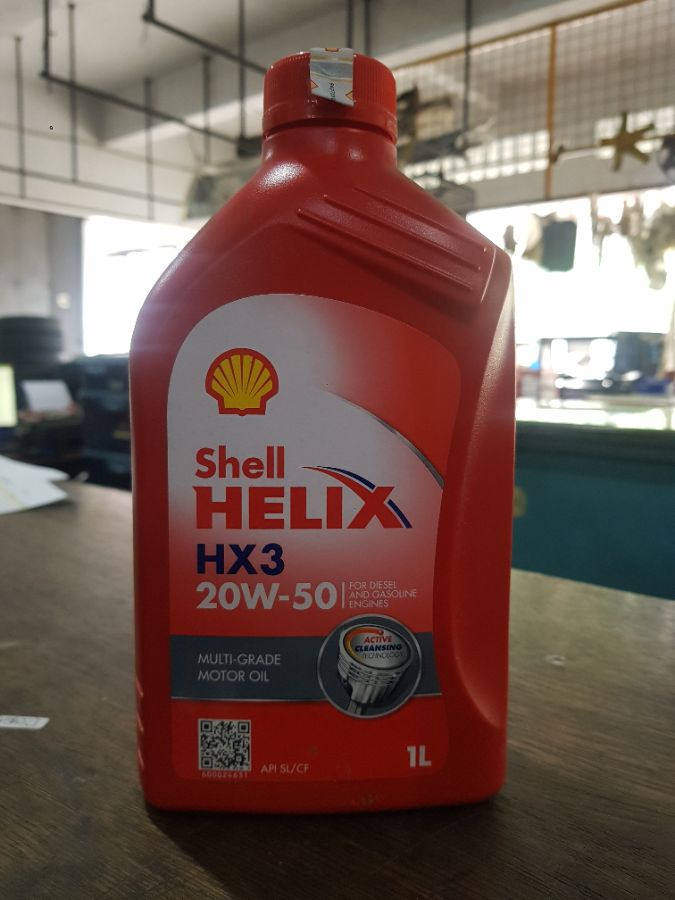 Shell
HELIX
HX3
20W-50
FOR DIESEL
AND GASOLINE
ENGINES
ACTIVE
CLEANSING
TECHNOLOGY
MULTI-GRADE
MOTOR OIL
600024651
API SL/CF
1L